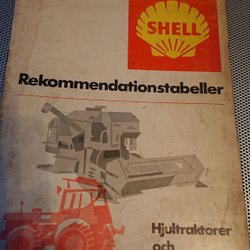 SHELL
Rekommendationstabeller
Hjultraktorer
och